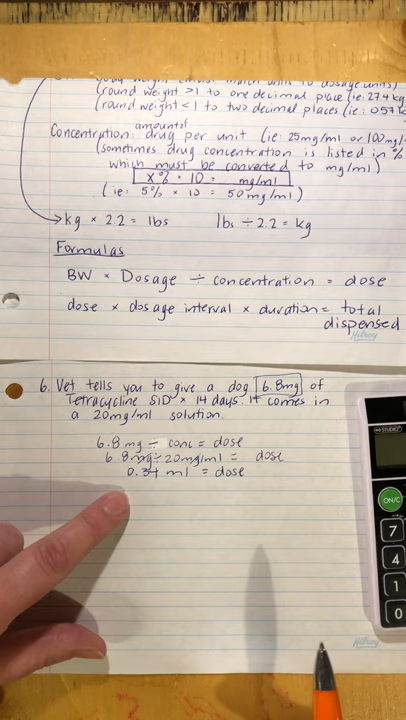 (round weight >1 to one decimal place (ie: 27.4 kg
(round weight <1 to two decimal places (ie: 0.57 k
amount of
Concentration: drug per unit (ie: 25mg/ml or 100mg/
(sometimes drug concentration is listed in %
which must be converted to mg/ml)
X% × 10 = mg/ml
(ie: 5% × 10 = 50mg/ml)
kg × 2.2 = lbs lbs ÷ 2.2 = kg
Formulas
BW × Dosage ÷ concentration = dose
dose × dosage interval × duration = total
dispensed
Hilroy
6. Vet tells you to give a dog 6.8mg of
Tetracycline SID × 14 days. It comes in
a 20mg/ml solution.
6.8mg ÷ conc = dose
6.8mg ÷ 20mg/ml = dose
0.34 ml = dose
STUDIO
ON/C
7
4
1
0
Hilroy